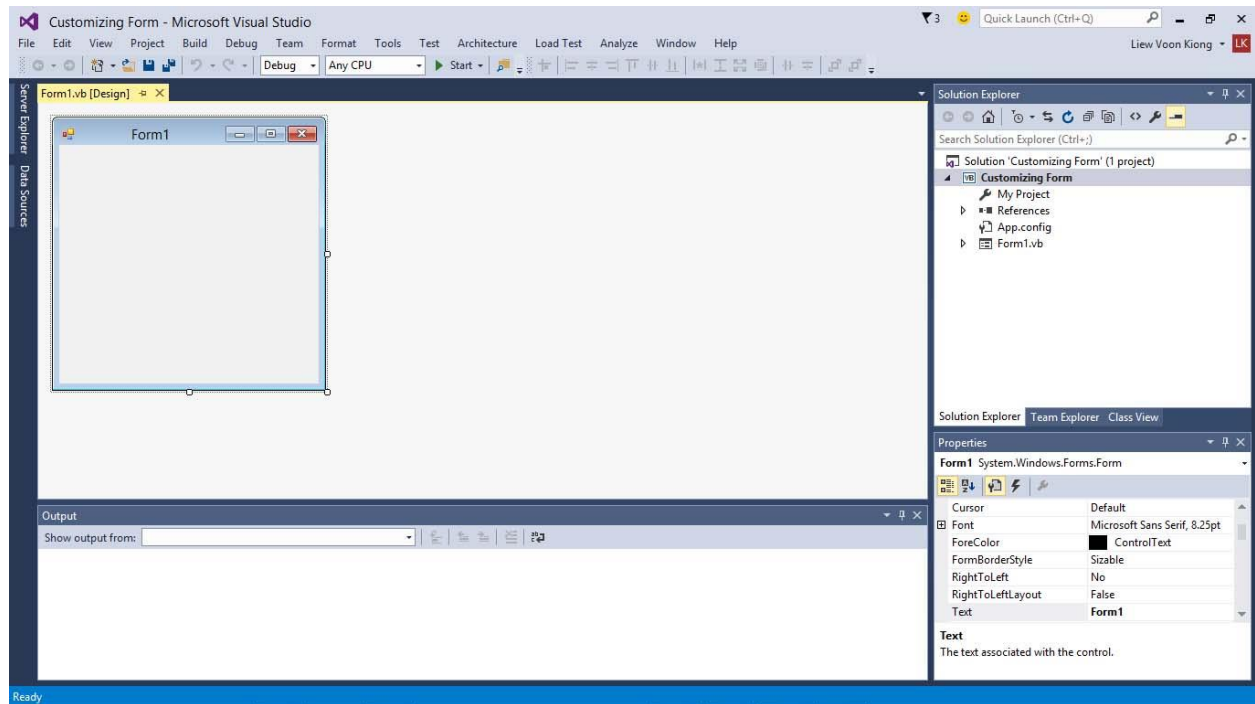 Customizing Form - Microsoft Visual Studio
3
Quick Launch (Ctrl+Q)
File Edit View Project Build Debug Team Format Tools Test Architecture Load Test Analyze Window Help
Liew Voon Kiong
LK
Debug
Any CPU
Start
Server Explorer
Data Sources
Form1.vb [Design]
Form1
Output
Show output from:
Solution Explorer
Search Solution Explorer (Ctrl+;)
Solution 'Customizing Form' (1 project)
VB Customizing Form
My Project
References
App.config
Form1.vb
Solution Explorer Team Explorer Class View
Properties
Form1 System.Windows.Forms.Form
Cursor Default
Font Microsoft Sans Serif, 8.25pt
ForeColor ControlText
FormBorderStyle Sizable
RightToLeft No
RightToLeftLayout False
Text Form1
Text
The text associated with the control.
Ready